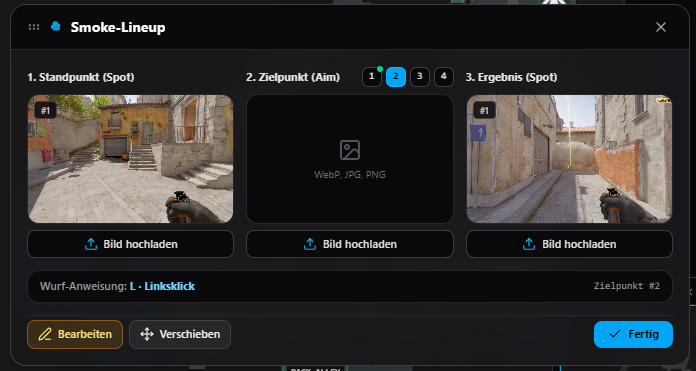 Smoke-Lineup
1. Standpunkt (Spot)
2. Zielpunkt (Aim)
1
2
3
4
3. Ergebnis (Spot)
#1
WebP, JPG, PNG
#1
Bild hochladen
Bild hochladen
Bild hochladen
Wurf-Anweisung: L · Linksklick
Zielpunkt #2
Bearbeiten
Verschieben
Fertig